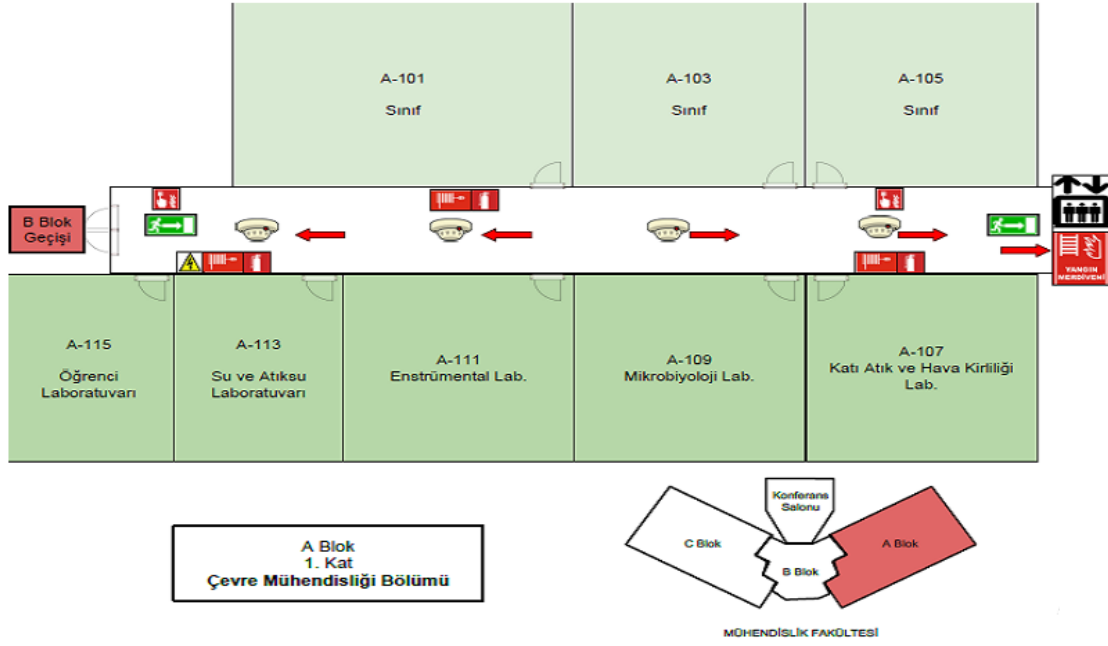 A-101
Sınıf
A-103
Sınıf
A-105
Sınıf
B Blok
Geçişi
YANGIN
MERDİVENİ
A-115
Öğrenci
Laboratuvarı
A-113
Su ve Atıksu
Laboratuvarı
A-111
Enstrümental Lab.
A-109
Mikrobiyoloji Lab.
A-107
Katı Atık ve Hava Kirliliği
Lab.
A Blok
1. Kat
Çevre Mühendisliği Bölümü
Konferans
Salonu
C Blok
B Blok
A Blok
MÜHENDİSLİK FAKÜLTESİ